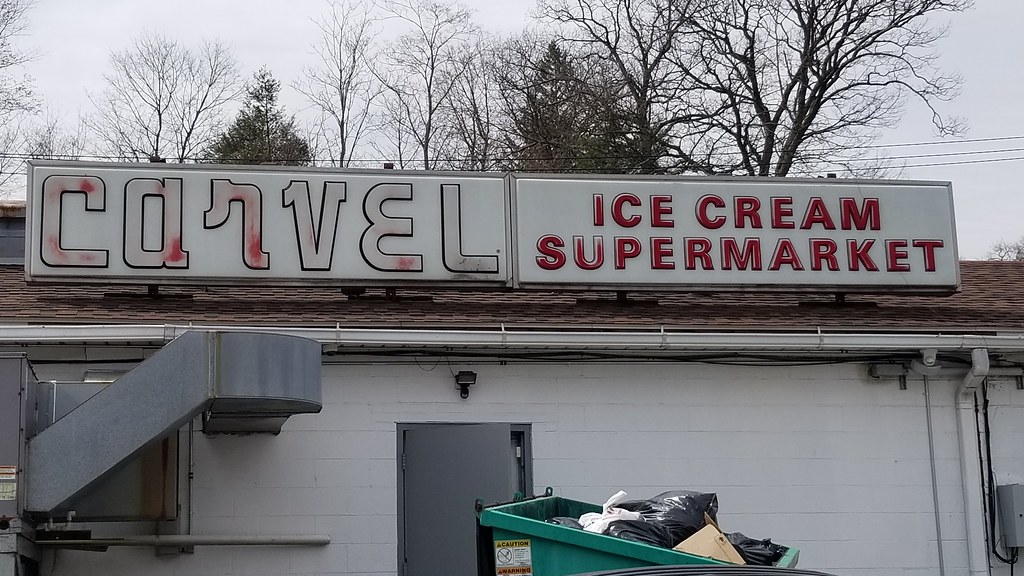 CarvEL
ICE CREAM
SUPERMARKET
CAUTION
WARNING